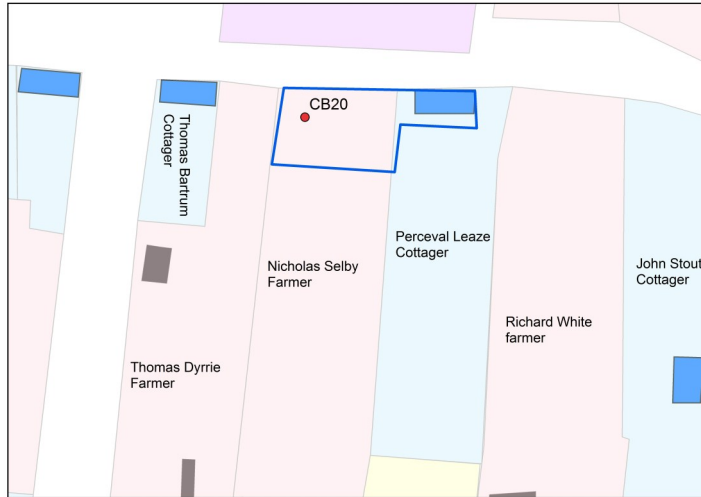 CB20
Thomas Bartrum
Cottager
Perceval Leaze
Cottager
Nicholas Selby
Farmer
John Stout
Cottager
Richard White
farmer
Thomas Dyrrie
Farmer